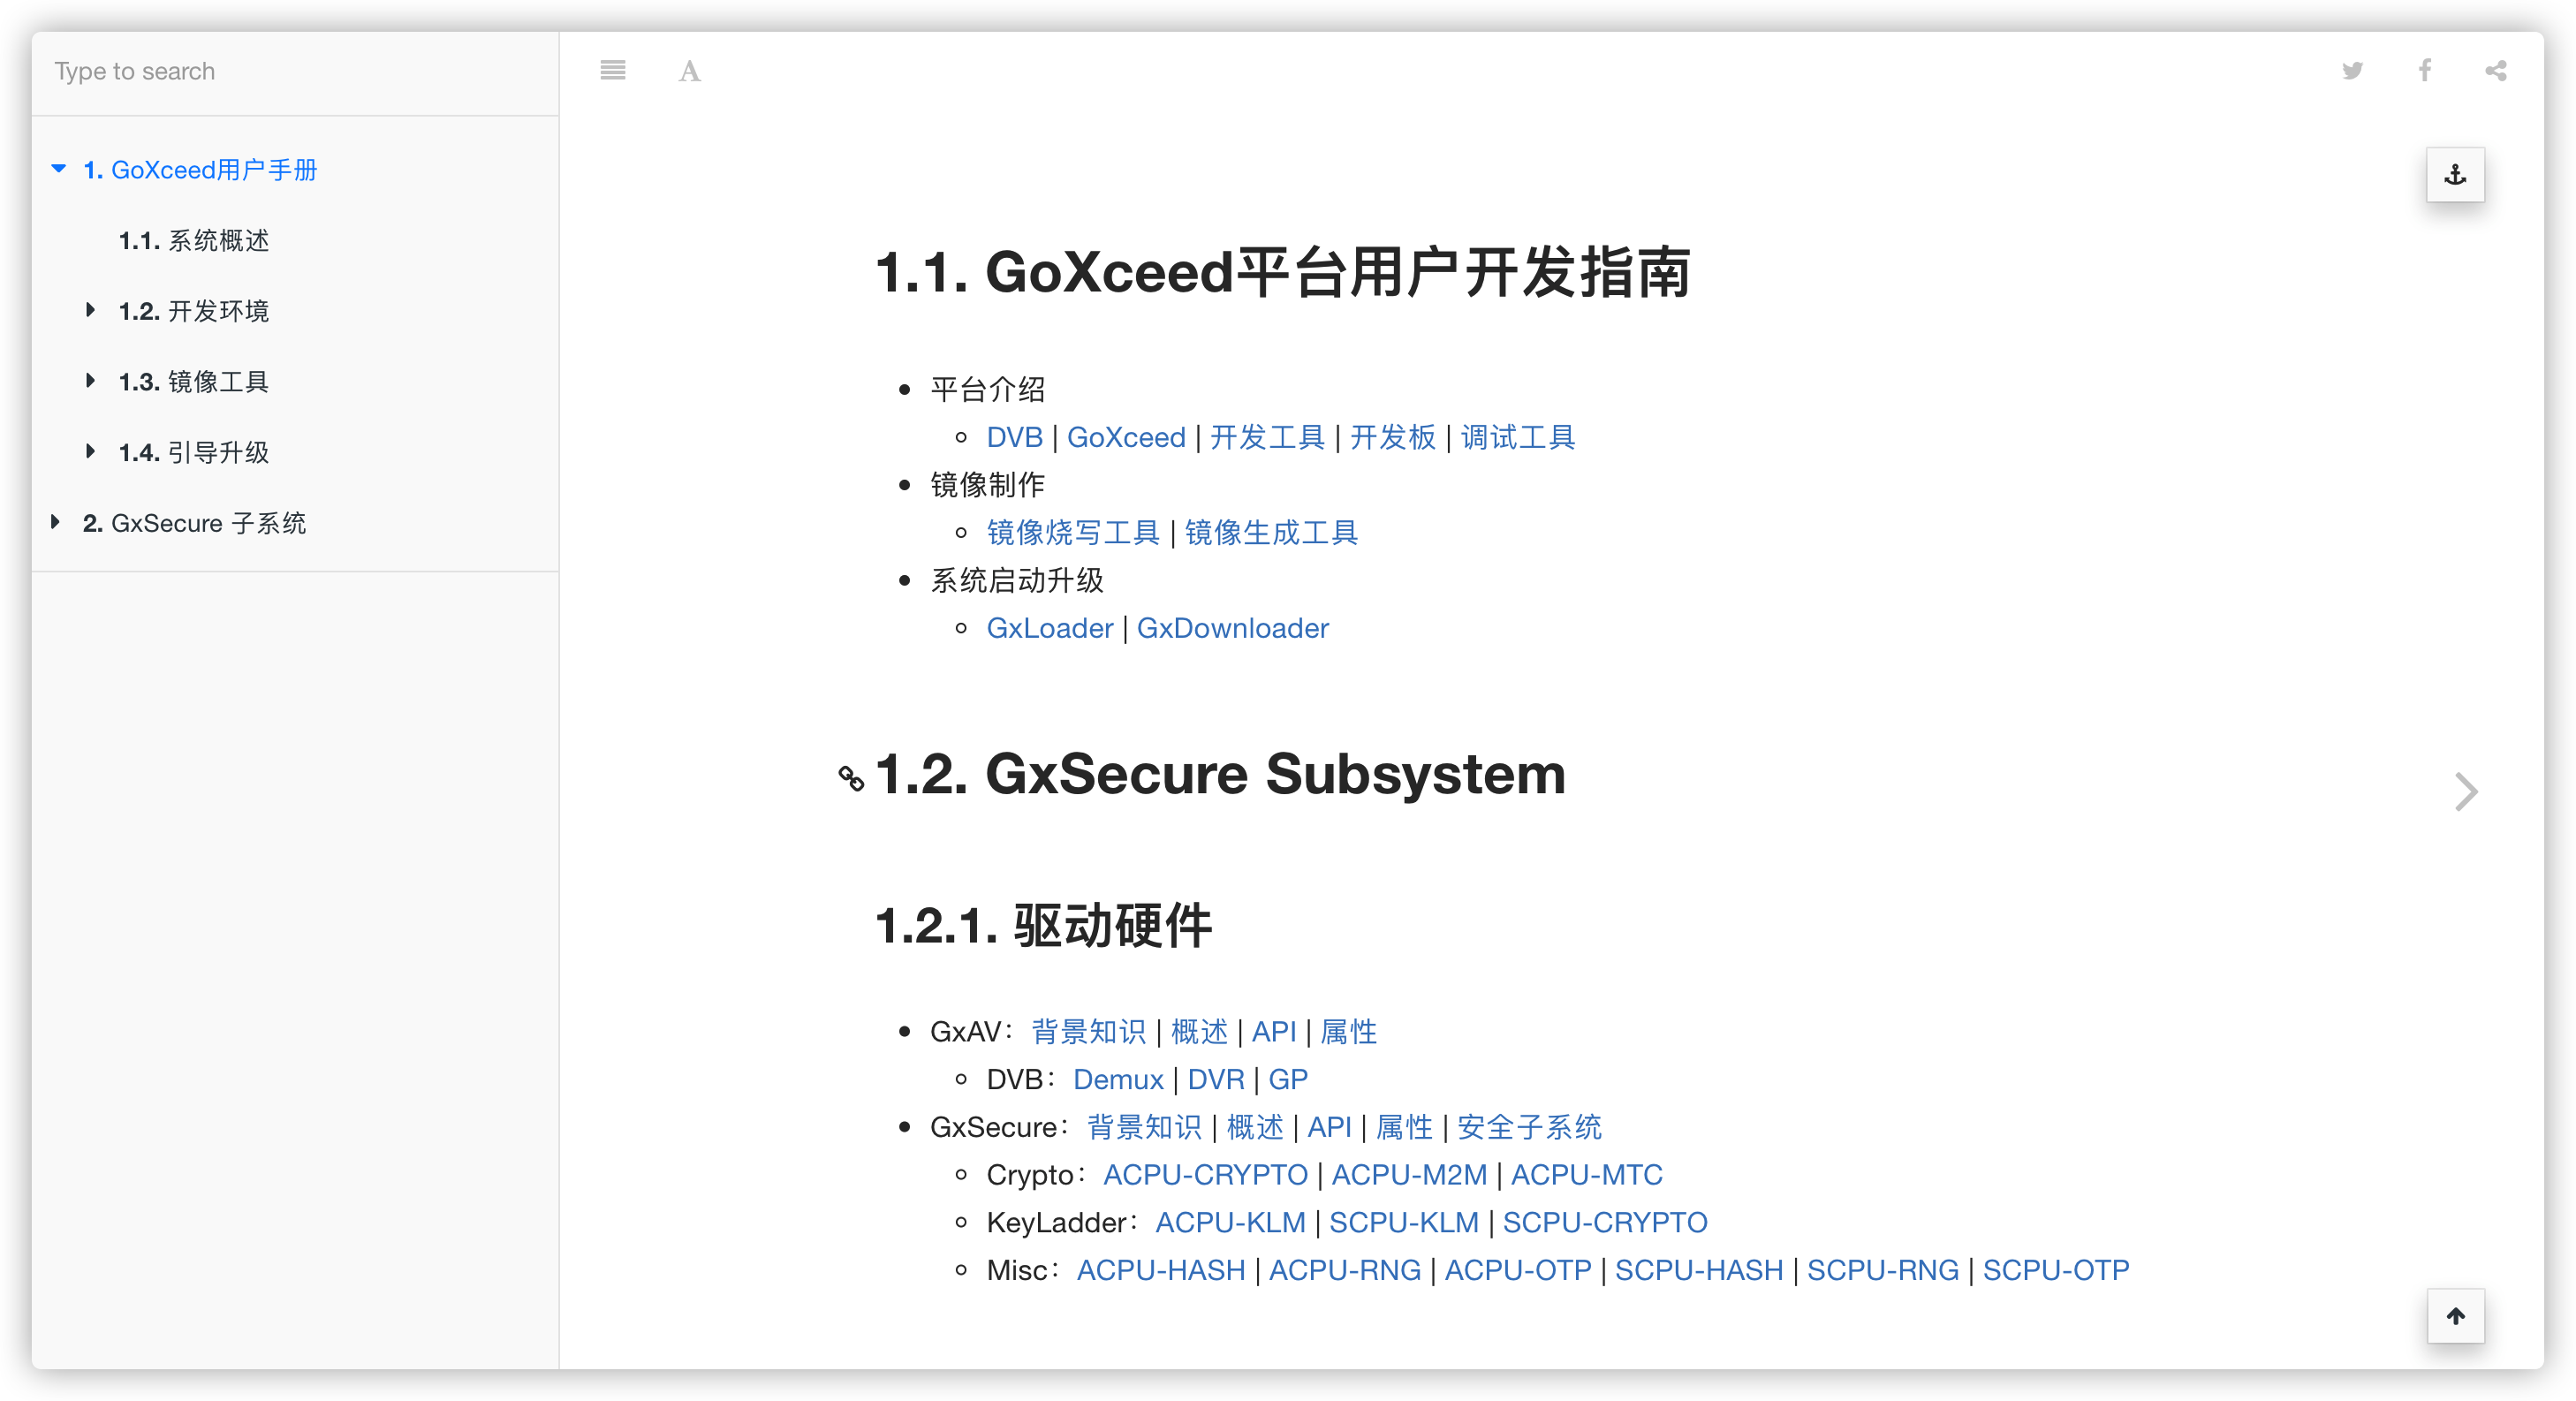 Type to search
1. GoXceed用户手册
1.1. 系统概述
1.2. 开发环境
1.3. 镜像工具
1.4. 引导升级
2. GxSecure 子系统
A
1.1. GoXceed平台用户开发指南
平台介绍
DVB | GoXceed | 开发工具 | 开发板 | 调试工具
镜像制作
镜像烧写工具 | 镜像生成工具
系统启动升级
GxLoader | GxDownloader
1.2. GxSecure Subsystem
1.2.1. 驱动硬件
GxAV：背景知识 | 概述 | API | 属性
DVB：Demux | DVR | GP
GxSecure：背景知识 | 概述 | API | 属性 | 安全子系统
Crypto：ACPU-CRYPTO | ACPU-M2M | ACPU-MTC
KeyLadder：ACPU-KLM | SCPU-KLM | SCPU-CRYPTO
Misc：ACPU-HASH | ACPU-RNG | ACPU-OTP | SCPU-HASH | SCPU-RNG | SCPU-OTP